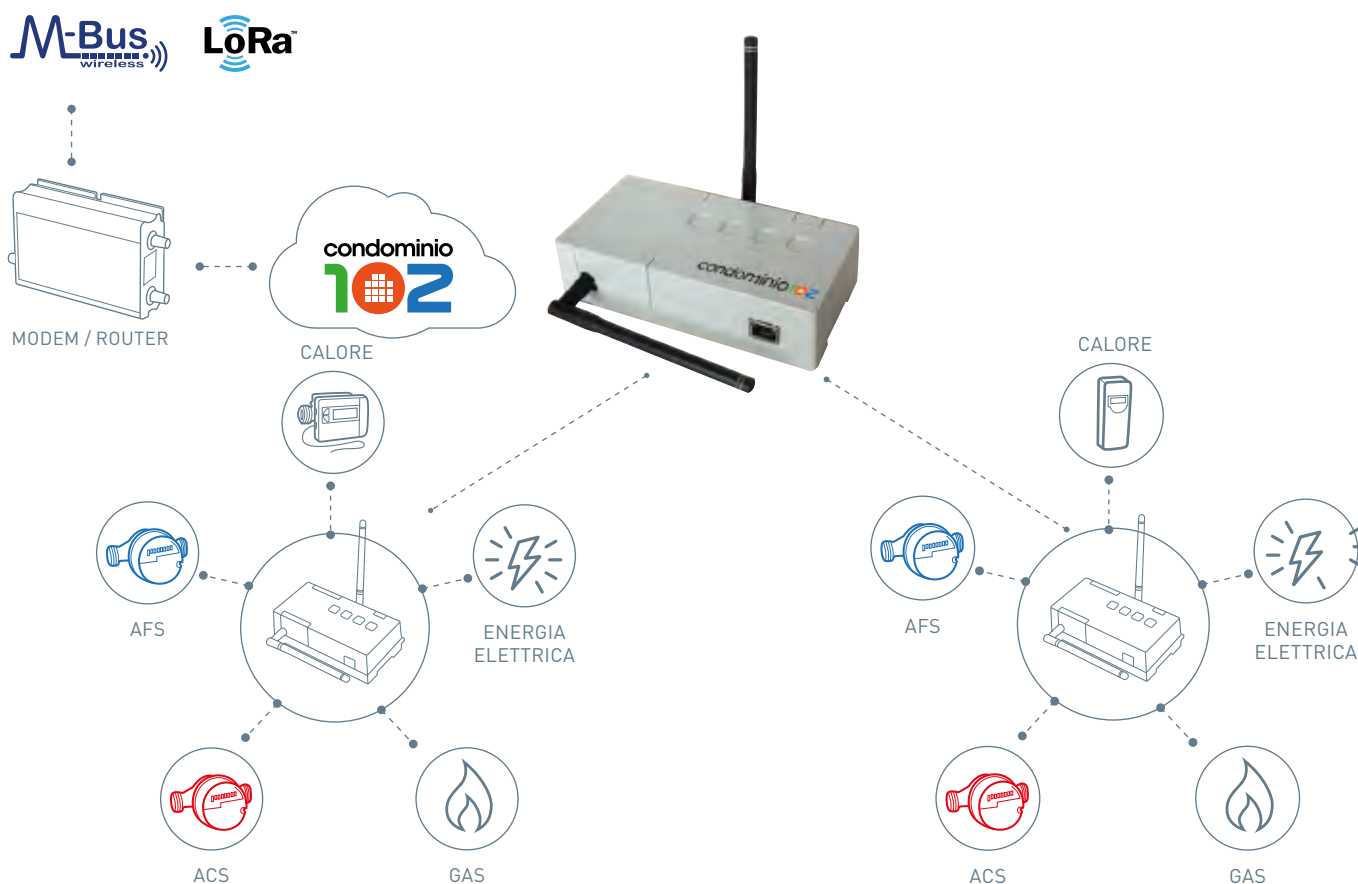 M-Bus
wireless
LoRa™
condominio
102
condominio 102
MODEM / ROUTER
CALORE
CALORE
AFS
ENERGIA
ELETTRICA
AFS
ENERGIA
ELETTRICA
ACS
GAS
ACS
GAS